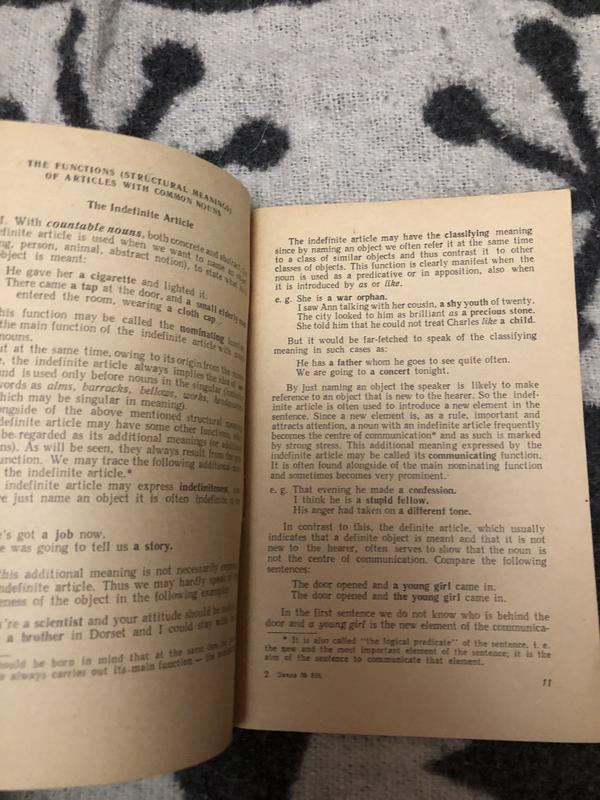 THE FUNCTIONS (STRUCTURAL MEANINGS)
OF ARTICLES WITH COMMON NOUNS
The Indefinite Article
With countable nouns, both concrete and abstract, the
definite article is used when we want to name an object
person, animal, abstract notion), to state what
object is meant:
He gave her a cigarette and lighted it.
There came a tap at the door, and a small elderly
entered the room, wearing a cloth cap.
this function may be called the nominating
the main function of the indefinite article with
nouns.
at the same time, owing to its origin from the
the indefinite article always implies the idea of
and is used only before nouns in the singular (including
words as alms, barracks, bellows, works, headquarters
which may be singular in meaning).
alongside of the above mentioned structural
indefinite article may have some other functions,
be regarded as its additional meanings (or
As will be seen, they always result from the
function. We may trace the following additional
the indefinite article.*
indefinite article may express indefiniteness,
we just name an object it is often indefinite to
He's got a job now.
He was going to tell us a story.
this additional meaning is not necessarily
indefinite article. Thus we may hardly speak of
of the object in the following examples:
You're a scientist and your attitude should be
a brother in Dorset and I could stay with
should be born in mind that at the same time
always carries out its main function — the
The indefinite article may have the classifying meaning
since by naming an object we often refer it at the same time
to a class of similar objects and thus contrast it to other
classes of objects. This function is clearly manifest when the
noun is used as a predicative or in apposition, also when
it is introduced by as or like.
e. g. She is a war orphan.
I saw Ann talking with her cousin, a shy youth of twenty.
The city looked to him as brilliant as a precious stone.
She told him that he could not treat Charles like a child.
But it would be far-fetched to speak of the classifying
meaning in such cases as:
He has a father whom he goes to see quite often.
We are going to a concert tonight.
By just naming an object the speaker is likely to make
reference to an object that is new to the hearer. So the indef-
inite article is often used to introduce a new element in the
sentence. Since a new element is, as a rule, important and
attracts attention, a noun with an indefinite article frequently
becomes the centre of communication* and as such is marked
by strong stress. This additional meaning expressed by the
indefinite article may be called its communicating function.
It is often found alongside of the main nominating function
and sometimes becomes very prominent.
e. g. That evening he made a confession.
I think he is a stupid fellow.
His anger had taken on a different tone.
In contrast to this, the definite article, which usually
indicates that a definite object is meant and that it is not
new to the hearer, often serves to show that the noun is
not the centre of communication. Compare the following
sentences:
The door opened and a young girl came in.
The door opened and the young girl came in.
In the first sentence we do not know who is behind the
door and a young girl is the new element of the communica-
* It is also called "the logical predicate" of the sentence, i. e.
the new and the most important element of the sentence; it is the
aim of the sentence to communicate that element.
2 Заказ №
11